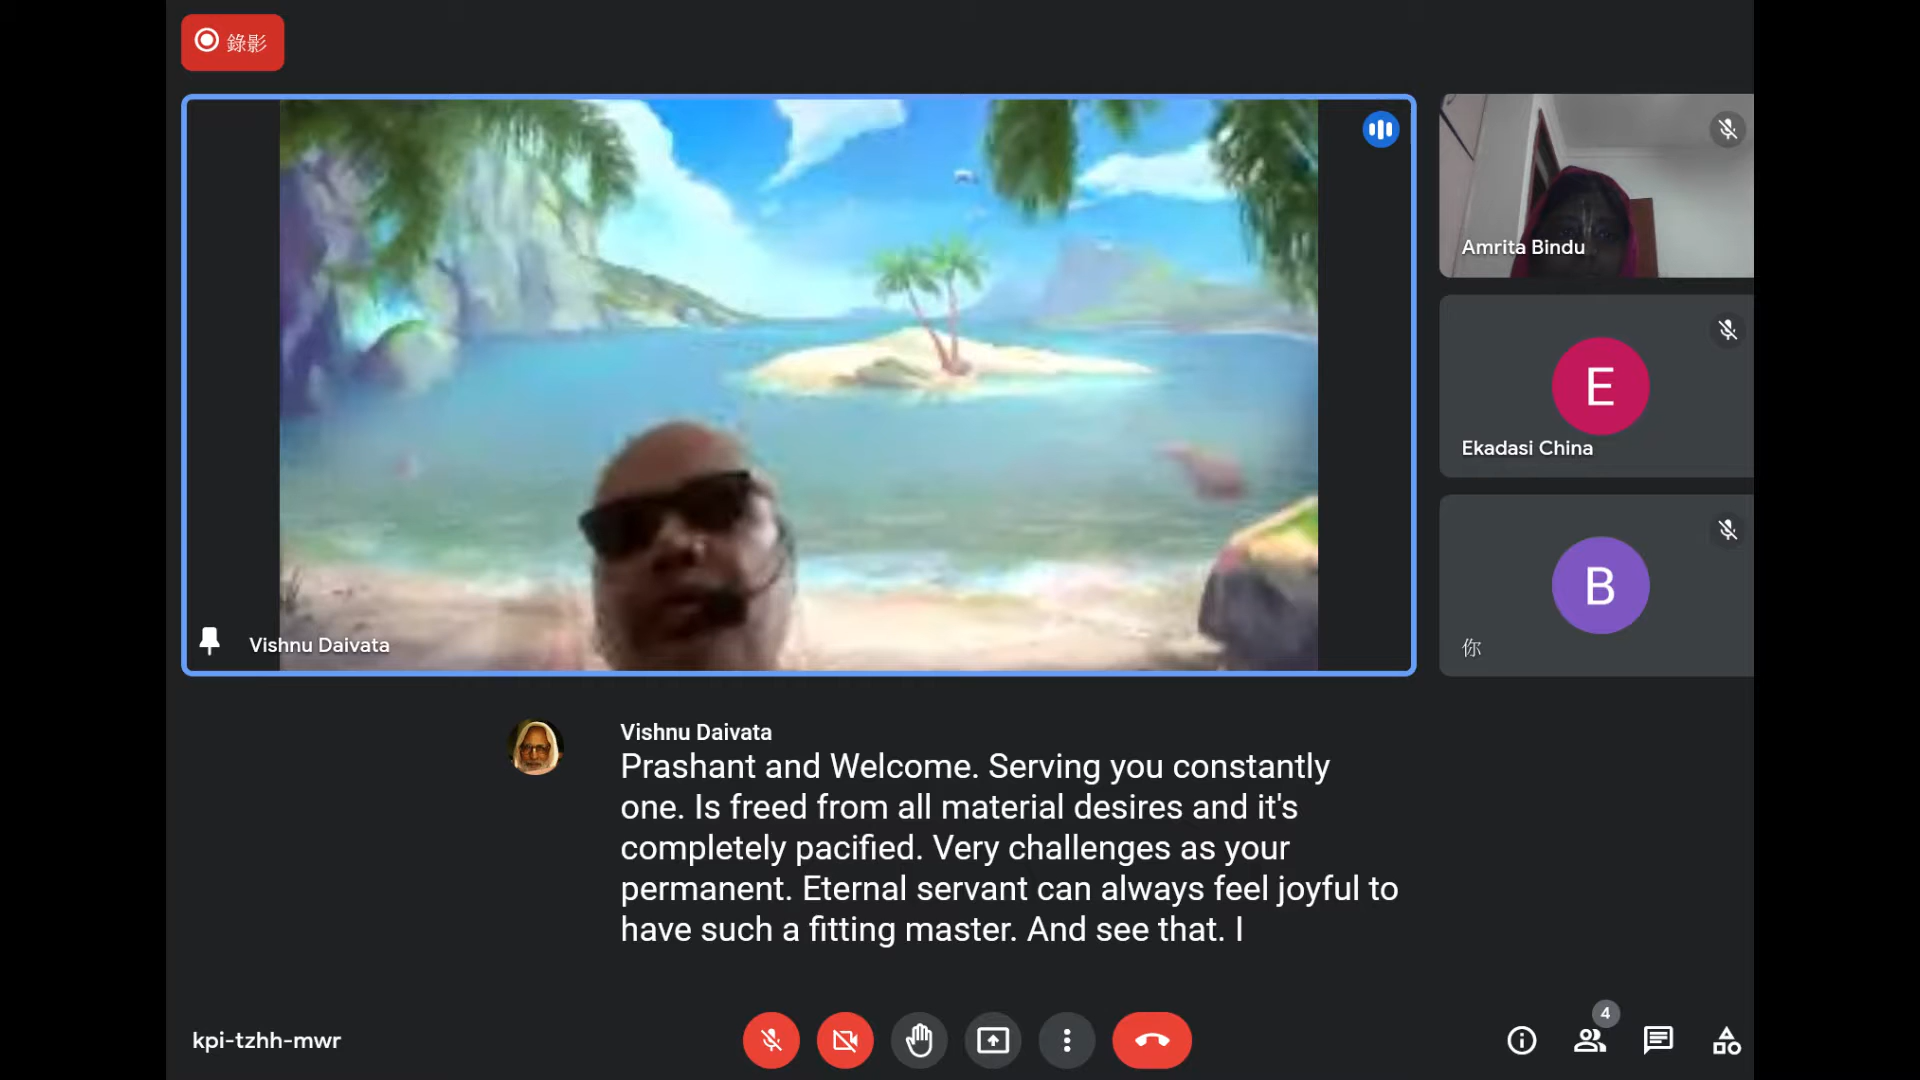 錄影
Amrita Bindu
E
Ekadasi China
B
你
Vishnu Daivata
Vishnu Daivata
Prashant and Welcome. Serving you constantly
one. Is freed from all material desires and it's
completely pacified. Very challenges as your
permanent. Eternal servant can always feel joyful to
have such a fitting master. And see that. I
kpi-tzhh-mwr
4